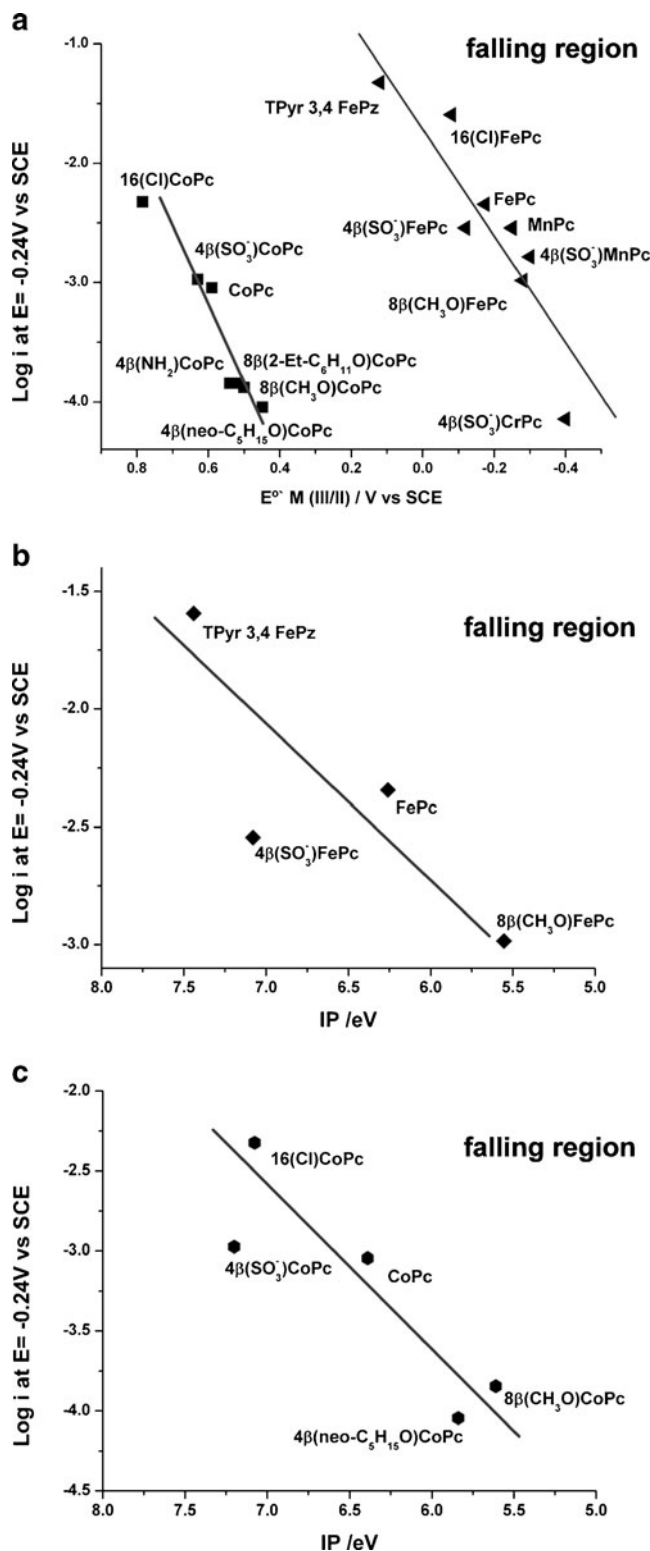 a
falling region
-1.0
-2.0
-3.0
-4.0
Log i at E= -0.24V vs SCE
TPyr 3,4 FePz
16(Cl)FePc
FePc
4β(SO₃⁻)FePc
MnPc
4β(SO₃⁻)MnPc
8β(CH₃O)FePc
4β(SO₃⁻)CrPc
16(Cl)CoPc
4β(SO₃⁻)CoPc
CoPc
4β(NH₂)CoPc
8β(2-Et-C₆H₁₁O)CoPc
8β(CH₃O)CoPc
4β(neo-C₅H₁₅O)CoPc
0.8 0.6 0.4 0.2 0.0 -0.2 -0.4
Eº` M (III/II) / V vs SCE
b
falling region
-1.5
-2.0
-2.5
-3.0
Log i at E= -0.24V vs SCE
TPyr 3,4 FePz
FePc
4β(SO₃⁻)FePc
8β(CH₃O)FePc
8.0 7.5 7.0 6.5 6.0 5.5 5.0
IP /eV
c
falling region
-2.0
-2.5
-3.0
-3.5
-4.0
-4.5
Log i at E= -0.24V vs SCE
16(Cl)CoPc
4β(SO₃⁻)CoPc
CoPc
8β(CH₃O)CoPc
4β(neo-C₅H₁₅O)CoPc
8.0 7.5 7.0 6.5 6.0 5.5 5.0
IP /eV